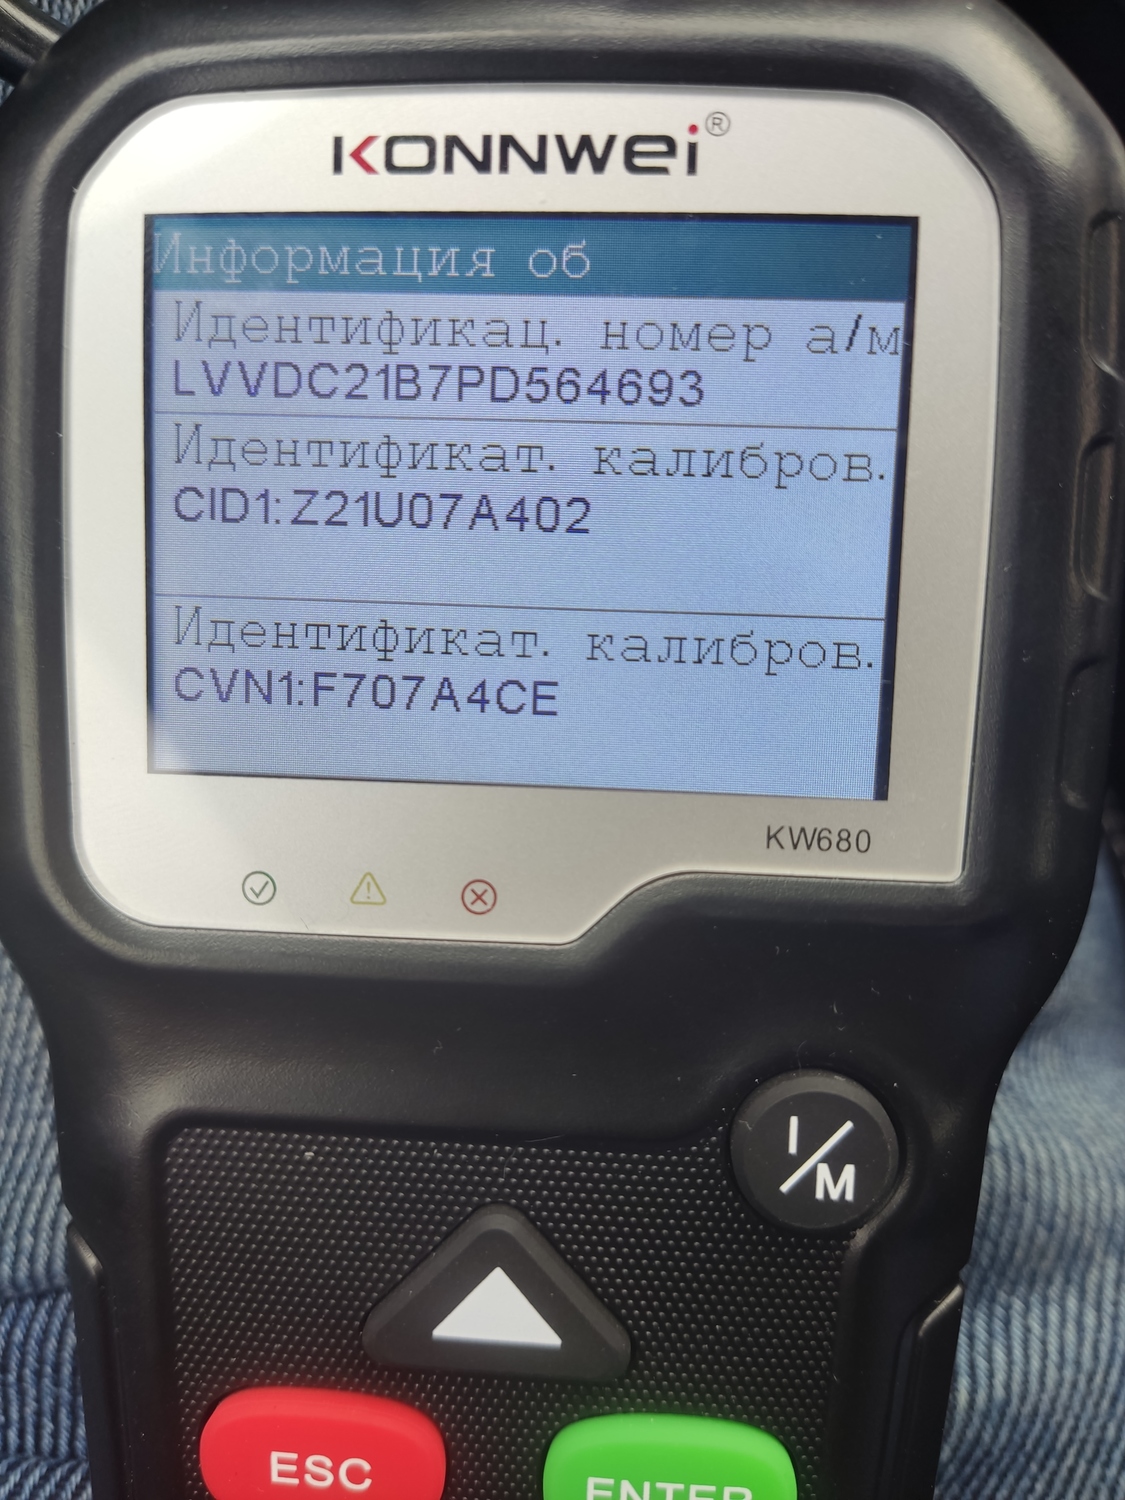 KONNWEI®
Информация об
Идентификац. номер а/м
LVVDC21B7PD564693
Идентификат. калибров.
CID1:Z21U07A402
Идентификат. калибров.
CVN1:F707A4CE
KW680
I/M
ESC
ENTER